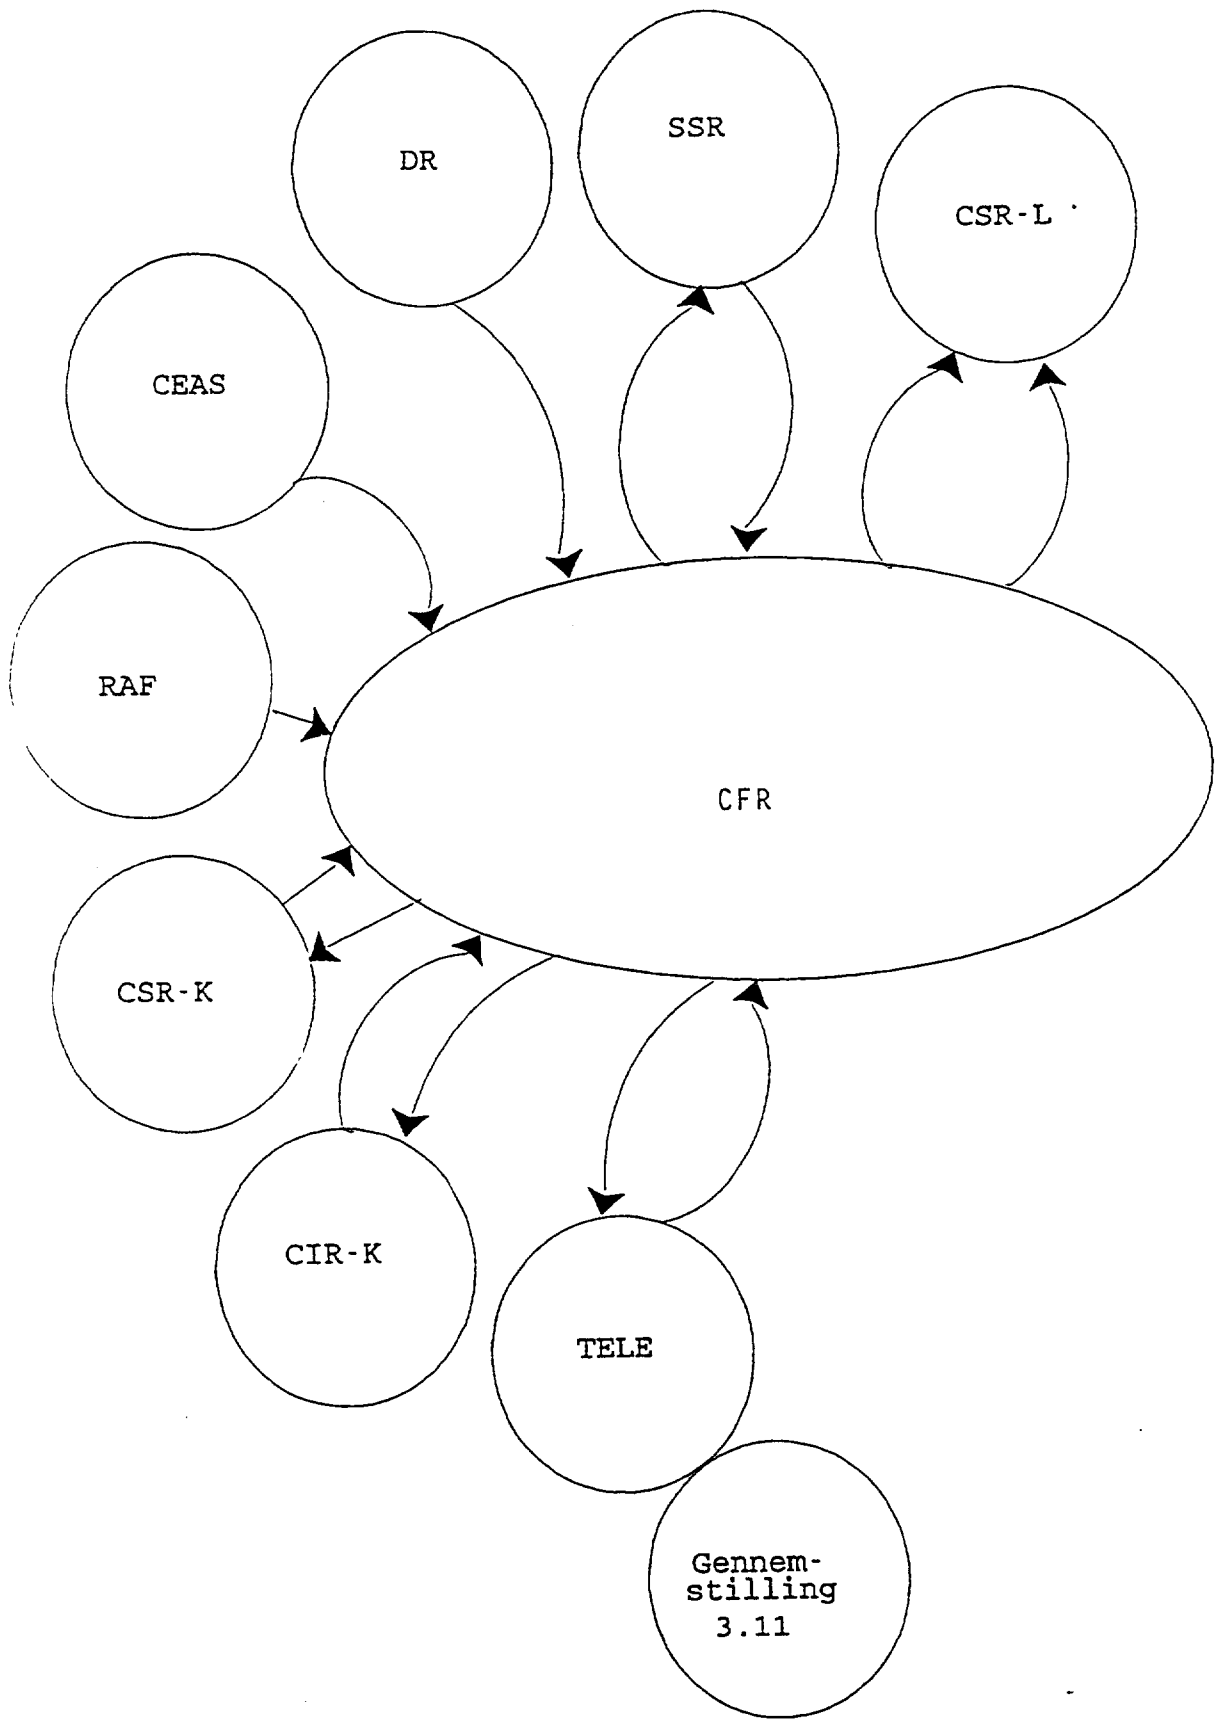 SSR
DR
CSR-L
CEAS
RAF
CFR
CSR-K
CIR-K
TELE
Gennem-
stilling
3.11